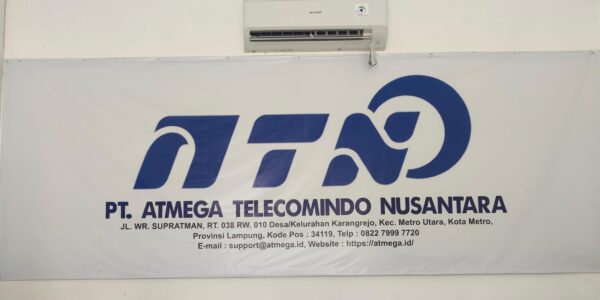 ATN
PT. ATMEGA TELECOMINDO NUSANTARA
JL. WR. SUPRATMAN, RT. 038 RW. 010 Desa/Kelurahan Karangrejo, Kec. Metro Utara, Kota Metro,
Provinsi Lampung, Kode Pos : 34119, Telp : 0822 7999 7720
E-mail : support@atmega.id, Website : https://atmega.id/